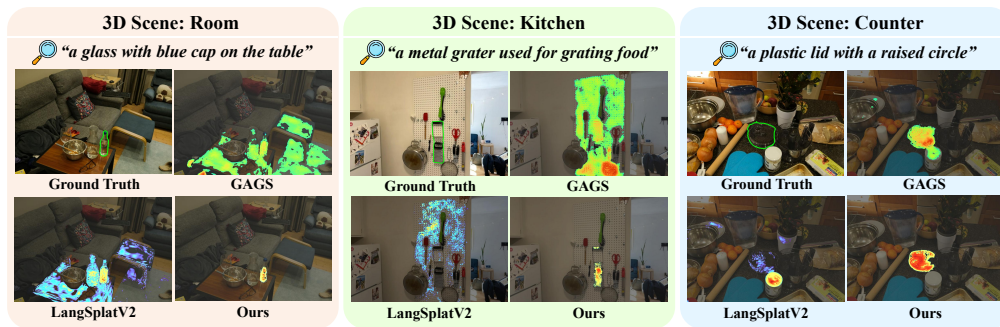 3D Scene: Room
“a glass with blue cap on the table”
Ground Truth
GAGS
LangSplatV2
Ours
3D Scene: Kitchen
“a metal grater used for grating food”
Ground Truth
GAGS
LangSplatV2
Ours
3D Scene: Counter
“a plastic lid with a raised circle”
Ground Truth
GAGS
LangSplatV2
Ours